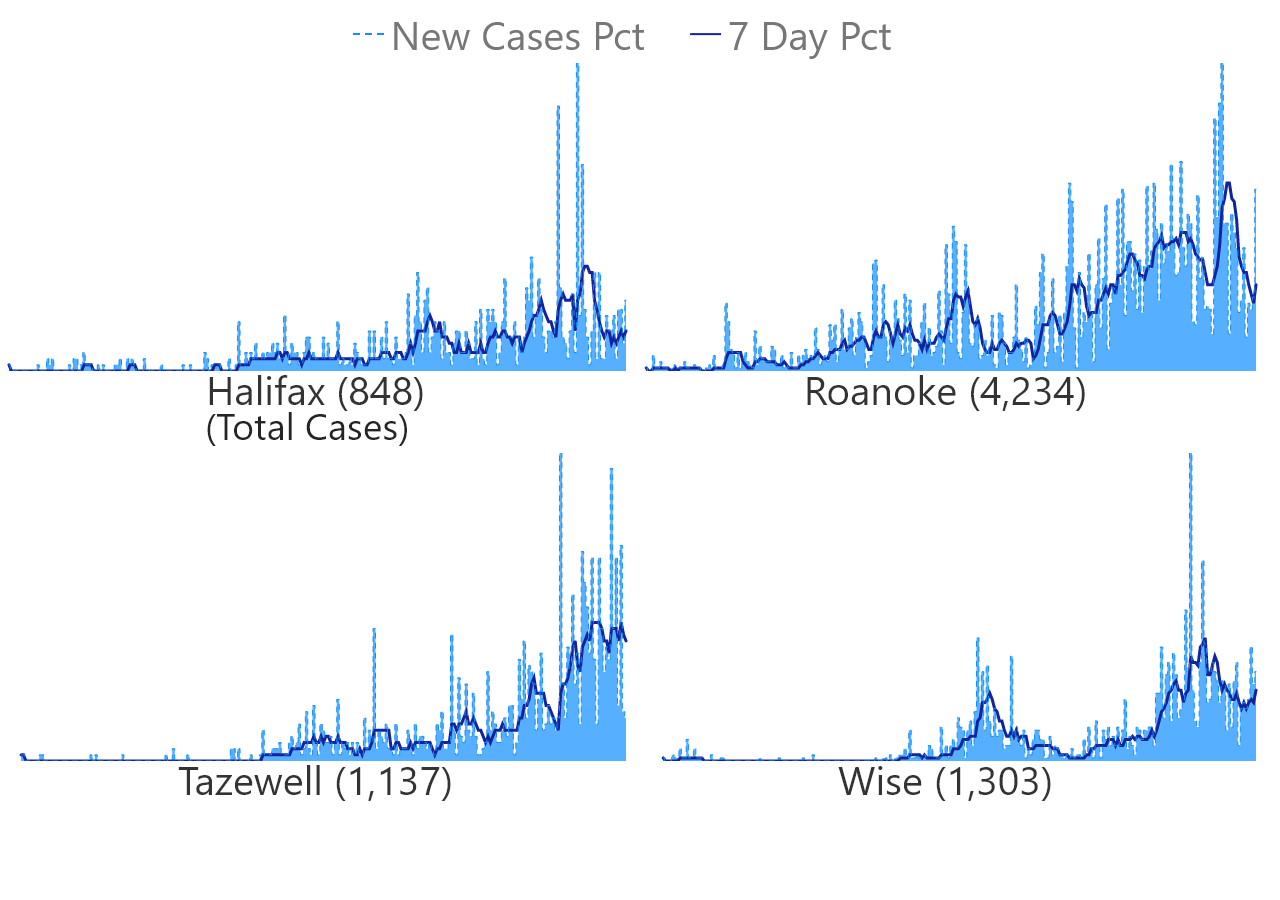 New Cases Pct 7 Day Pct
Halifax (848) Roanoke (4,234)
(Total Cases)
Tazewell (1,137) Wise (1,303)